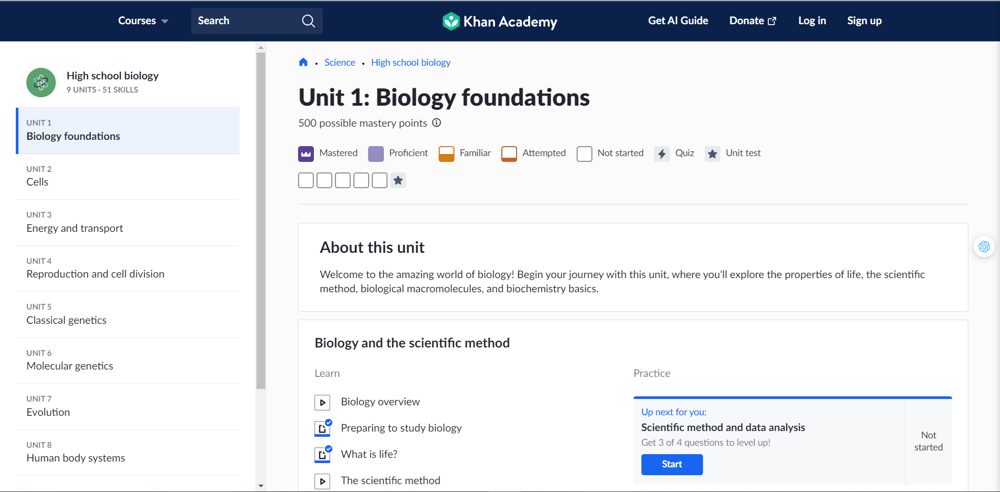 Courses
Search
Khan Academy
Get AI Guide
Donate
Log in
Sign up
High school biology
9 UNITS · 51 SKILLS
UNIT 1
Biology foundations
UNIT 2
Cells
UNIT 3
Energy and transport
UNIT 4
Reproduction and cell division
UNIT 5
Classical genetics
UNIT 6
Molecular genetics
UNIT 7
Evolution
UNIT 8
Human body systems
Science • High school biology
Unit 1: Biology foundations
500 possible mastery points
Mastered Proficient Familiar Attempted Not started Quiz Unit test
About this unit
Welcome to the amazing world of biology! Begin your journey with this unit, where you'll explore the properties of life, the scientific
method, biological macromolecules, and biochemistry basics.
Biology and the scientific method
Learn
Biology overview
Preparing to study biology
What is life?
The scientific method
Practice
Up next for you:
Scientific method and data analysis
Get 3 of 4 questions to level up!
Start
Not
started